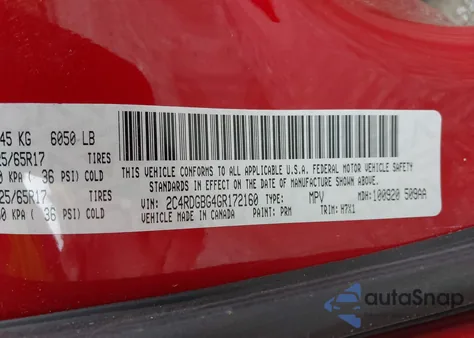 45 KG 6050 LB
25/65R17 TIRES
0 KPA( 36 PSI) COLD
25/65R17 TIRES
0 KPA( 36 PSI) COLD
THIS VEHICLE CONFORMS TO ALL APPLICABLE U.S.A. FEDERAL MOTOR VEHICLE SAFETY
STANDARDS IN EFFECT ON THE DATE OF MANUFACTURE SHOWN ABOVE.
VIN: 2C4RDGBG4GR172160 TYPE: MPV MDH:100920 509AA
VEHICLE MADE IN CANADA PAINT: PRM TRIM: H7X1
autoSnap